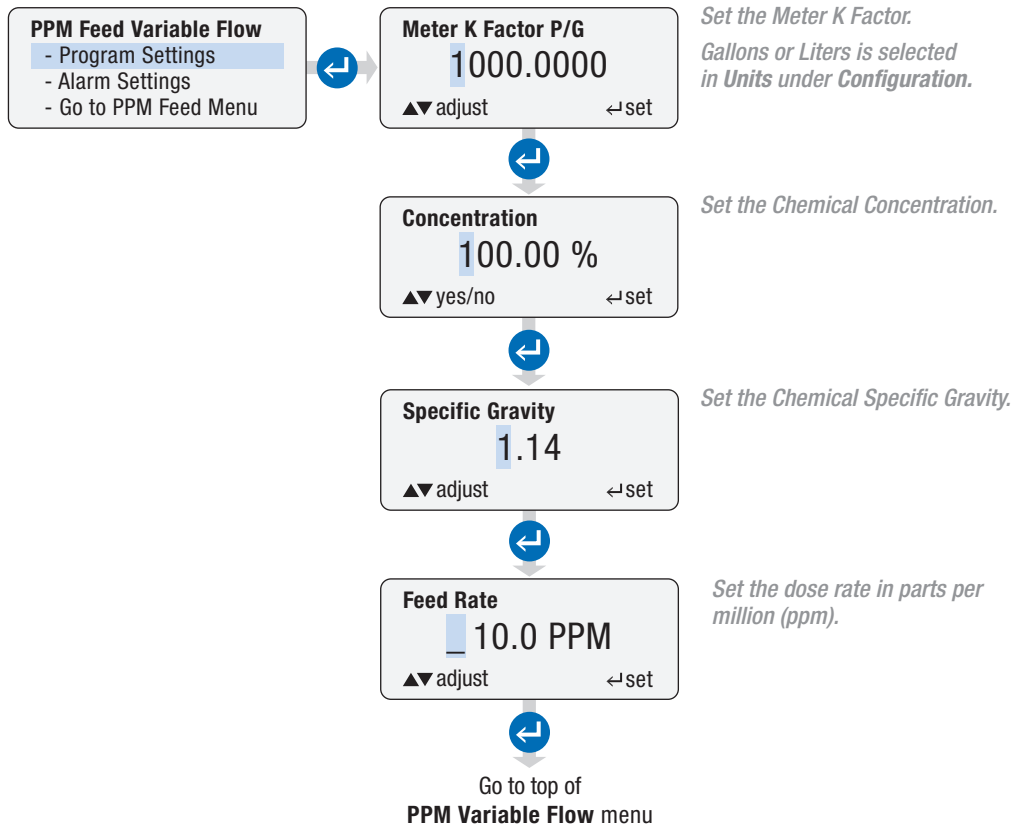 PPM Feed Variable Flow
- Program Settings
- Alarm Settings
- Go to PPM Feed Menu
Meter K Factor P/G
1000.0000
▲▼ adjust ↵ set
Set the Meter K Factor.
Gallons or Liters is selected
in Units under Configuration.
Concentration
100.00 %
▲▼ yes/no ↵ set
Set the Chemical Concentration.
Specific Gravity
1.14
▲▼ adjust ↵ set
Set the Chemical Specific Gravity.
Feed Rate
_ 10.0 PPM
▲▼ adjust ↵ set
Set the dose rate in parts per
million (ppm).
Go to top of
PPM Variable Flow menu